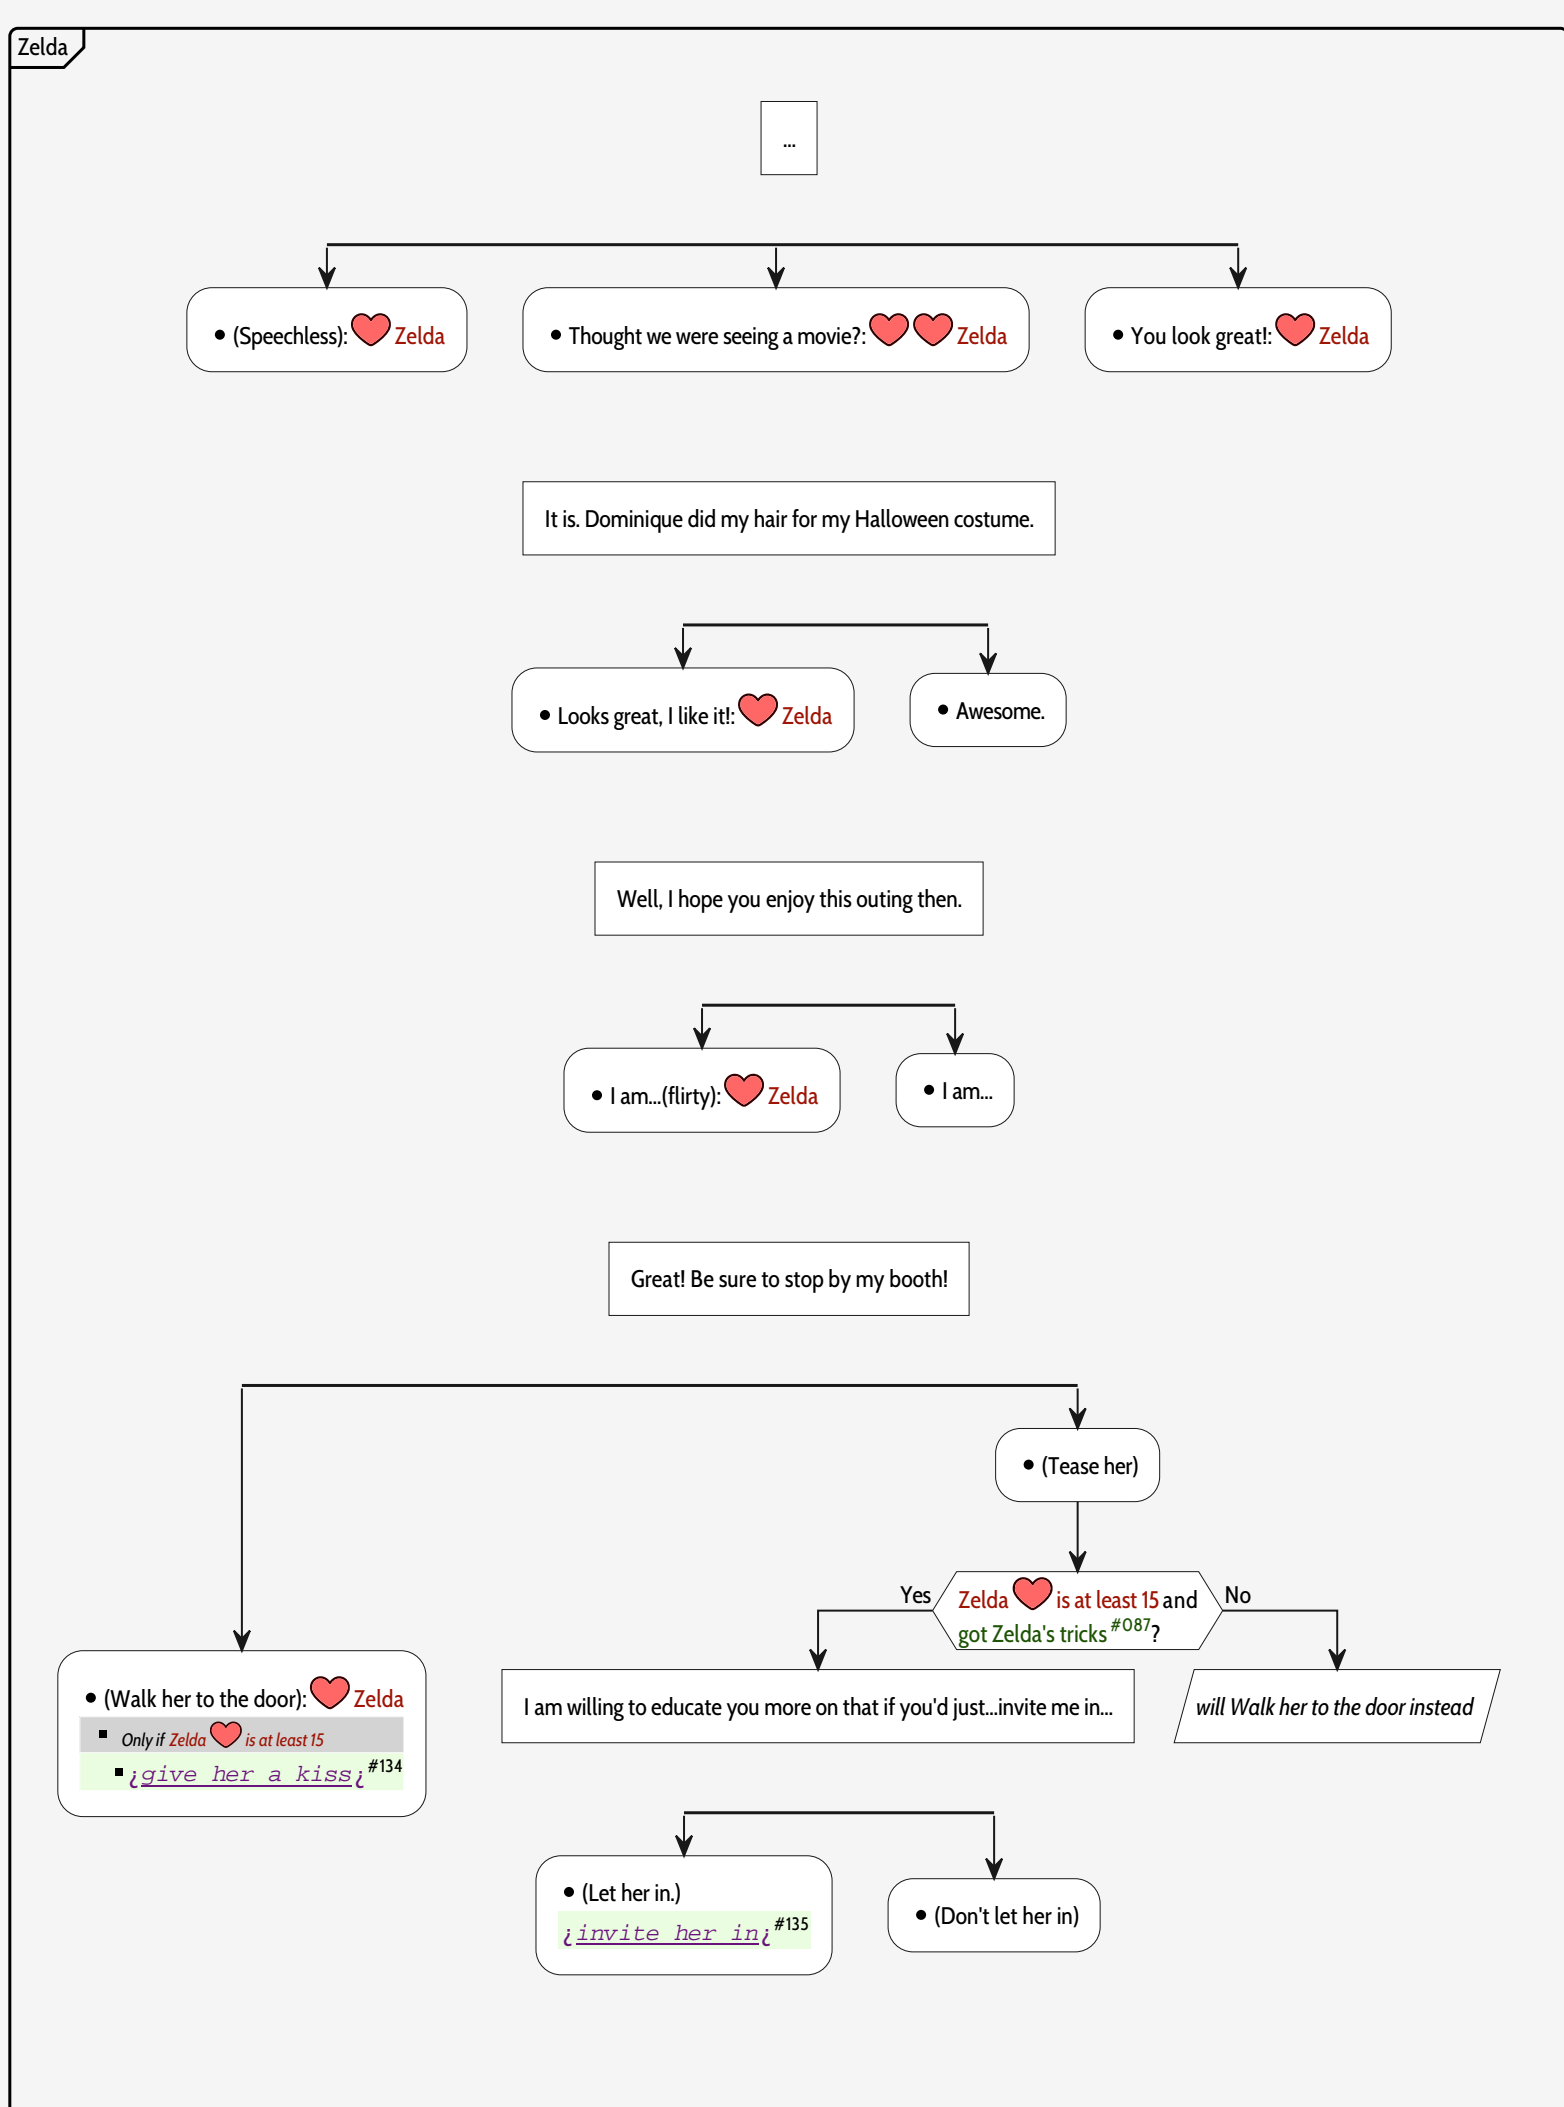 Zelda
...
• (Speechless): Zelda
• Thought we were seeing a movie?: Zelda
• You look great!: Zelda
It is. Dominique did my hair for my Halloween costume.
• Looks great, I like it!: Zelda
• Awesome.
Well, I hope you enjoy this outing then.
• I am...(flirty): Zelda
• I am...
Great! Be sure to stop by my booth!
• (Tease her)
Yes
Zelda is at least 15 and
got Zelda's tricks #087?
No
• (Walk her to the door): Zelda
▪ Only if Zelda is at least 15
▪ ¿give her a kiss¿ #134
I am willing to educate you more on that if you'd just...invite me in...
will Walk her to the door instead
• (Let her in.)
¿invite her in¿ #135
• (Don't let her in)